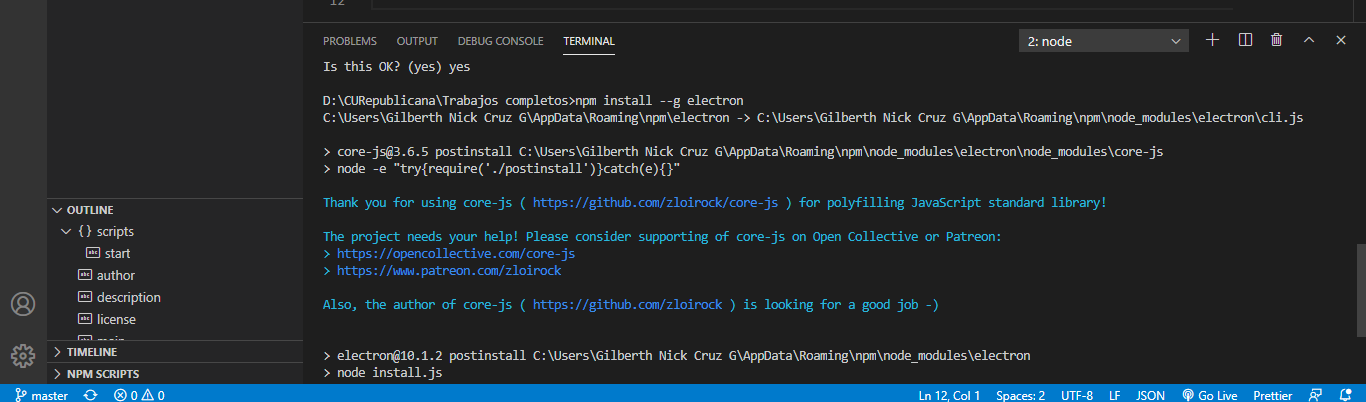 12
PROBLEMS OUTPUT DEBUG CONSOLE TERMINAL 2: node
Is this OK? (yes) yes
D:\CURepublicana\Trabajos completos>npm install --g electron
C:\Users\Gilberth Nick Cruz G\AppData\Roaming\npm\electron -> C:\Users\Gilberth Nick Cruz G\AppData\Roaming\npm\node_modules\electron\cli.js
> core-js@3.6.5 postinstall C:\Users\Gilberth Nick Cruz G\AppData\Roaming\npm\node_modules\electron\node_modules\core-js
> node -e "try{require('./postinstall')}catch(e){}"
Thank you for using core-js ( https://github.com/zloirock/core-js ) for polyfilling JavaScript standard library!
The project needs your help! Please consider supporting of core-js on Open Collective or Patreon:
> https://opencollective.com/core-js
> https://www.patreon.com/zloirock
Also, the author of core-js ( https://github.com/zloirock ) is looking for a good job -)
> electron@10.1.2 postinstall C:\Users\Gilberth Nick Cruz G\AppData\Roaming\npm\node_modules\electron
> node install.js
OUTLINE
{ } scripts
abc start
abc author
abc description
abc license
abc main
TIMELINE
NPM SCRIPTS
master 0 0 Ln 12, Col 1 Spaces: 2 UTF-8 LF JSON Go Live Prettier